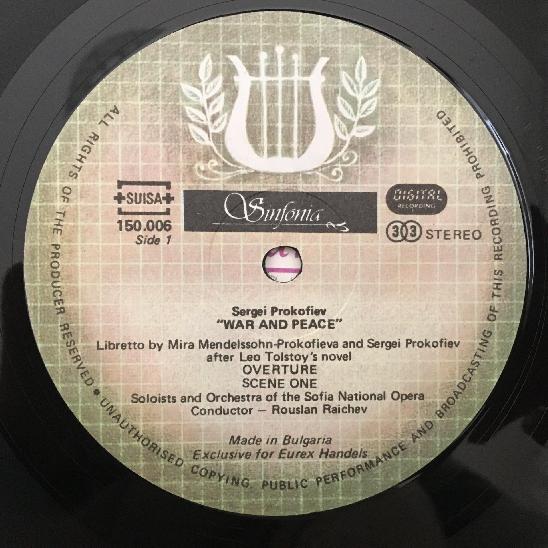 ALL RIGHTS OF THE PRODUCER RESERVED • UNAUTHORISED COPYING, PUBLIC PERFORMANCE AND BROADCASTING OF THIS RECORDING PROHIBITED
SUISA
150.006
Side 1
Sinfonia
DIGITAL
RECORDING
33 STEREO
Sergei Prokofiev
"WAR AND PEACE"
Libretto by Mira Mendelssohn-Prokofieva and Sergei Prokofiev
after Leo Tolstoy's novel
OVERTURE
SCENE ONE
Soloists and Orchestra of the Sofia National Opera
Conductor — Rouslan Raichev
Made in Bulgaria
Exclusive for Eurex Handels